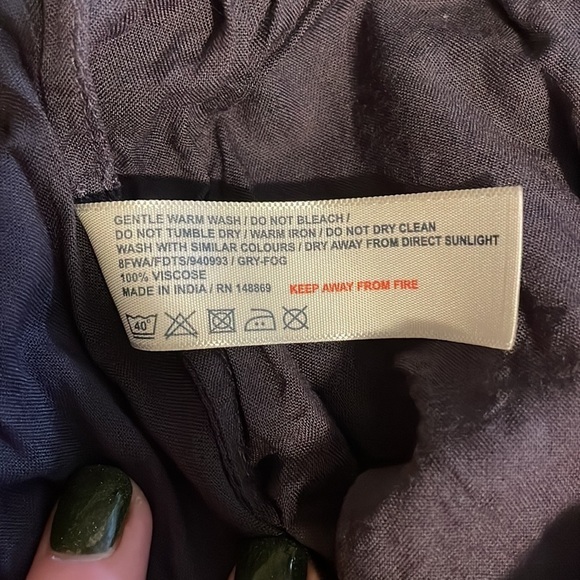 GENTLE WARM WASH / DO NOT BLEACH /
DO NOT TUMBLE DRY / WARM IRON / DO NOT DRY CLEAN
WASH WITH SIMILAR COLOURS / DRY AWAY FROM DIRECT SUNLIGHT
8FWA/FDTS/940993 / GRY-FOG
100% VISCOSE
MADE IN INDIA / RN 148869 KEEP AWAY FROM FIRE
40°